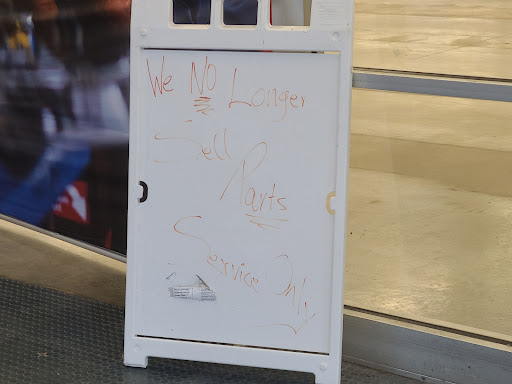 We NO Longer
Sell
Parts
Service Only